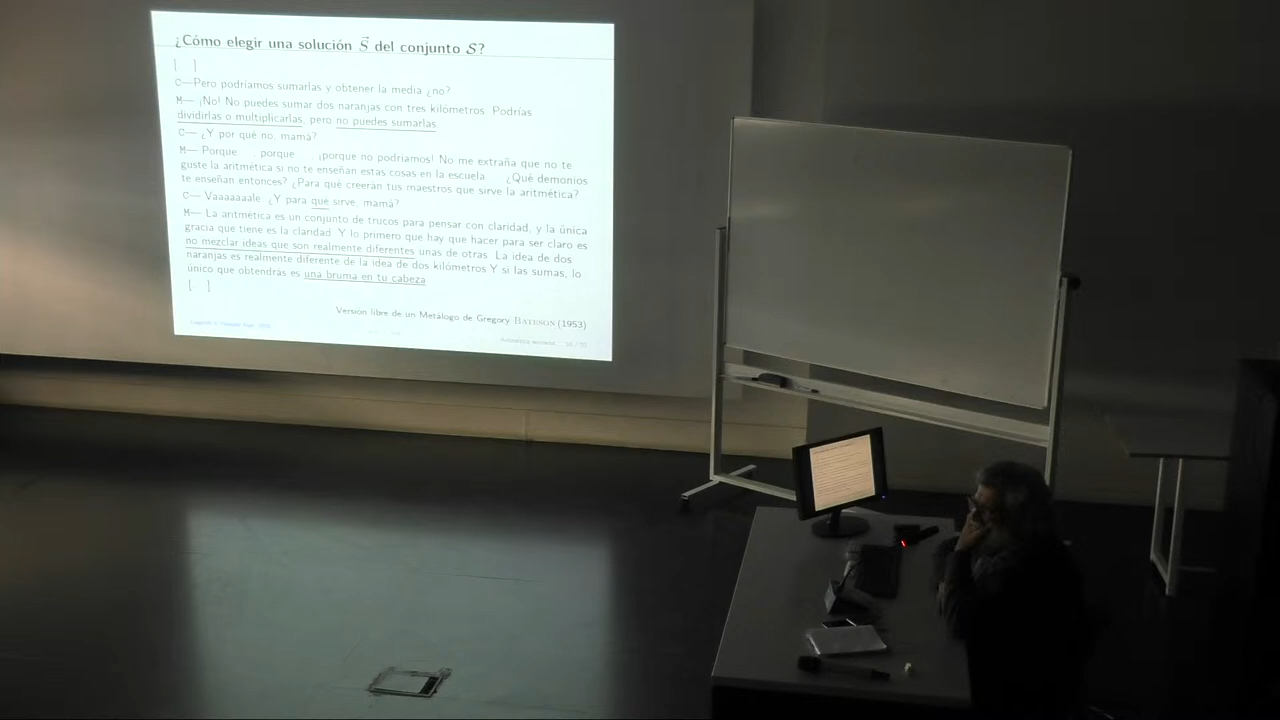 ¿Cómo elegir una solución S⃗ del conjunto S?
[ ]
C—Pero podríamos sumarlas y obtener la media ¿no?
M— ¡No! No puedes sumar dos naranjas con tres kilómetros. Podrías
dividirlas o multiplicarlas, pero no puedes sumarlas
C— ¿Y por qué no, mamá?
M— Porque . porque . ¡porque no podríamos! No me extraña que no te
guste la aritmética si no te enseñan estas cosas en la escuela . ¿Qué demonios
te enseñan entonces? ¿Para qué creerán tus maestros que sirve la aritmética?
C— Vaaaaaaale. ¿Y para qué sirve, mamá?
M— La aritmética es un conjunto de trucos para pensar con claridad, y la única
gracia que tiene es la claridad. Y lo primero que hay que hacer para ser claro es
no mezclar ideas que son realmente diferentes unas de otras. La idea de dos
naranjas es realmente diferente de la idea de dos kilómetros Y si las sumas, lo
único que obtendrás es una bruma en tu cabeza
[ ]
Versión libre de un Metálogo de Gregory BATESON (1953)